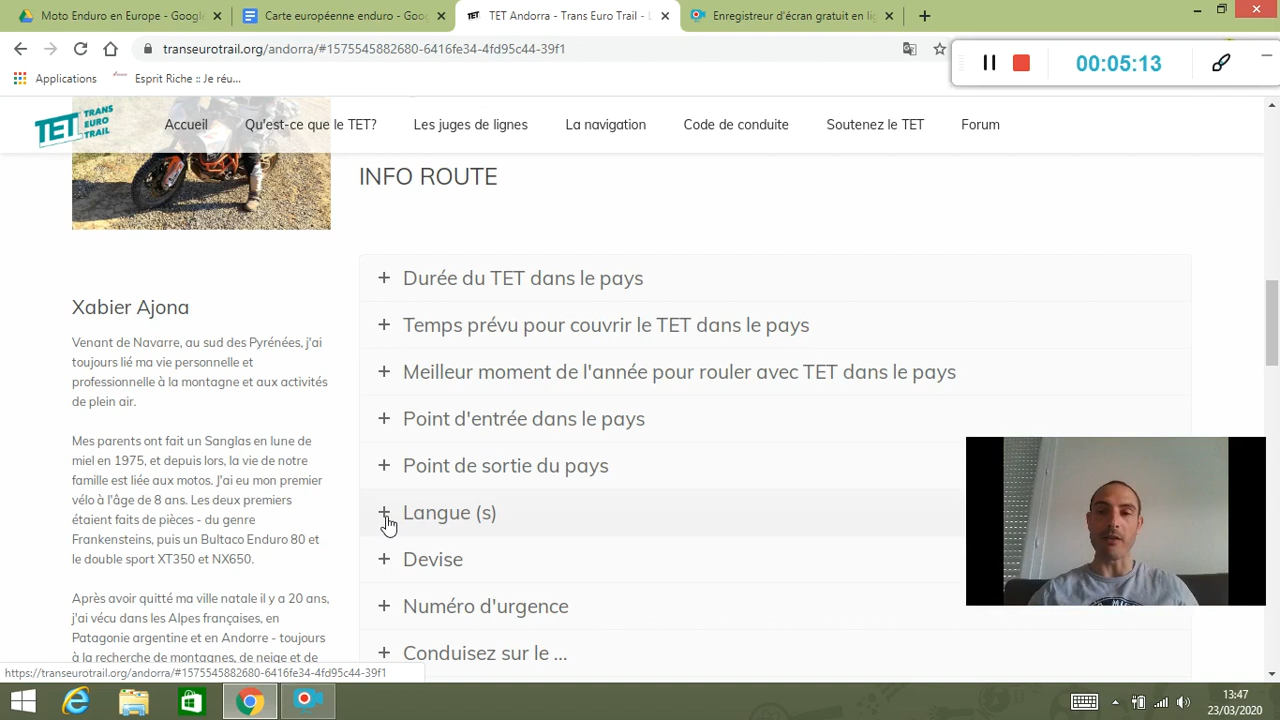 Moto Enduro en Europe - Google
Carte européenne enduro - Goog
TET Andorra - Trans Euro Trail -
Enregistreur d'écran gratuit en lig
transeurotrail.org/andorra/#1575545882680-6416fe34-4fd95c44-39f1
00:05:13
Applications
Esprit Riche :: Je réu...
TET TRANS EURO TRAIL
Accueil
Qu'est-ce que le TET?
Les juges de lignes
La navigation
Code de conduite
Soutenez le TET
Forum
INFO ROUTE
Durée du TET dans le pays
Temps prévu pour couvrir le TET dans le pays
Meilleur moment de l'année pour rouler avec TET dans le pays
Point d'entrée dans le pays
Point de sortie du pays
Langue (s)
Devise
Numéro d'urgence
Conduisez sur le ...
Xabier Ajona
Venant de Navarre, au sud des Pyrénées, j'ai
toujours lié ma vie personnelle et
professionnelle à la montagne et aux activités
de plein air.
Mes parents ont fait un Sanglas en lune de
miel en 1975, et depuis lors, la vie de notre
famille est liée aux motos. J'ai eu mon premier
vélo à l'âge de 8 ans. Les deux premiers
étaient faits de pièces - du genre
Frankensteins, puis un Bultaco Enduro 80 et
le double sport XT350 et NX650.
Après avoir quitté ma ville natale il y a 20 ans,
j'ai vécu dans les Alpes françaises, en
Patagonie argentine et en Andorre - toujours
à la recherche de montagnes, de neige et de
https://transeurotrail.org/andorra/#1575545882680-6416fe34-4fd95c44-39f1
13:47
23/03/2020